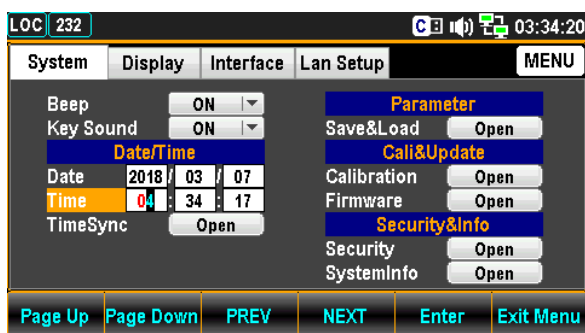 LOC 232 C 03:34:20
System Display Interface Lan Setup MENU
Beep ON
Key Sound ON
Date/Time
Date 2018 / 03 / 07
Time 04 : 34 : 17
TimeSync Open
Parameter
Save&Load Open
Cali&Update
Calibration Open
Firmware Open
Security&Info
Security Open
SystemInfo Open
Page Up Page Down PREV NEXT Enter Exit Menu